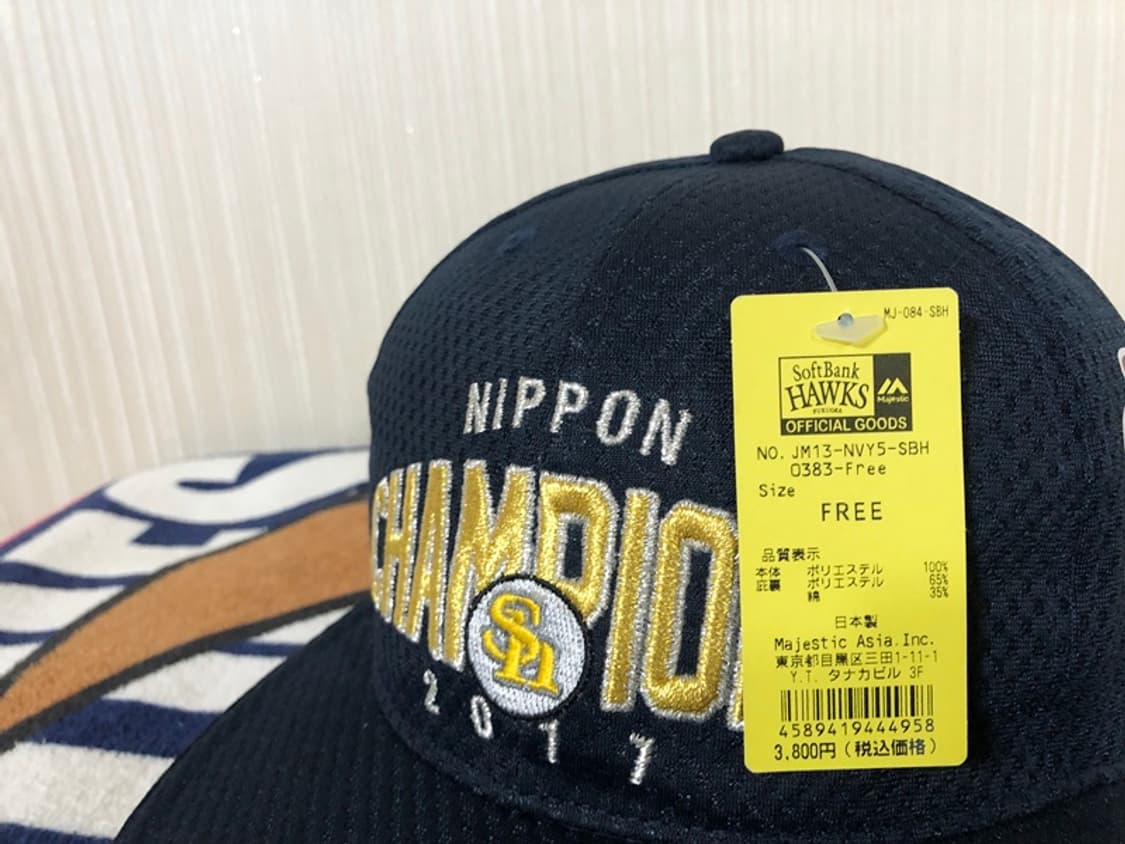 NIPPON
CHAMPIO
Sh
2017
MJ-084-SBH
SoftBank
HAWKS
FUKUOKA
Majestic
OFFICIAL GOODS
NO. JM13-NVY5-SBH
0383-Free
Size
FREE
品質表示
本体 ポリエステル 100%
庇裏 ポリエステル 65%
綿 35%
日本製
Majestic Asia.Inc.
東京都目黒区三田1-11-1
Y.T. タナカビル 3F
4589419444958
3,800円(税込価格)